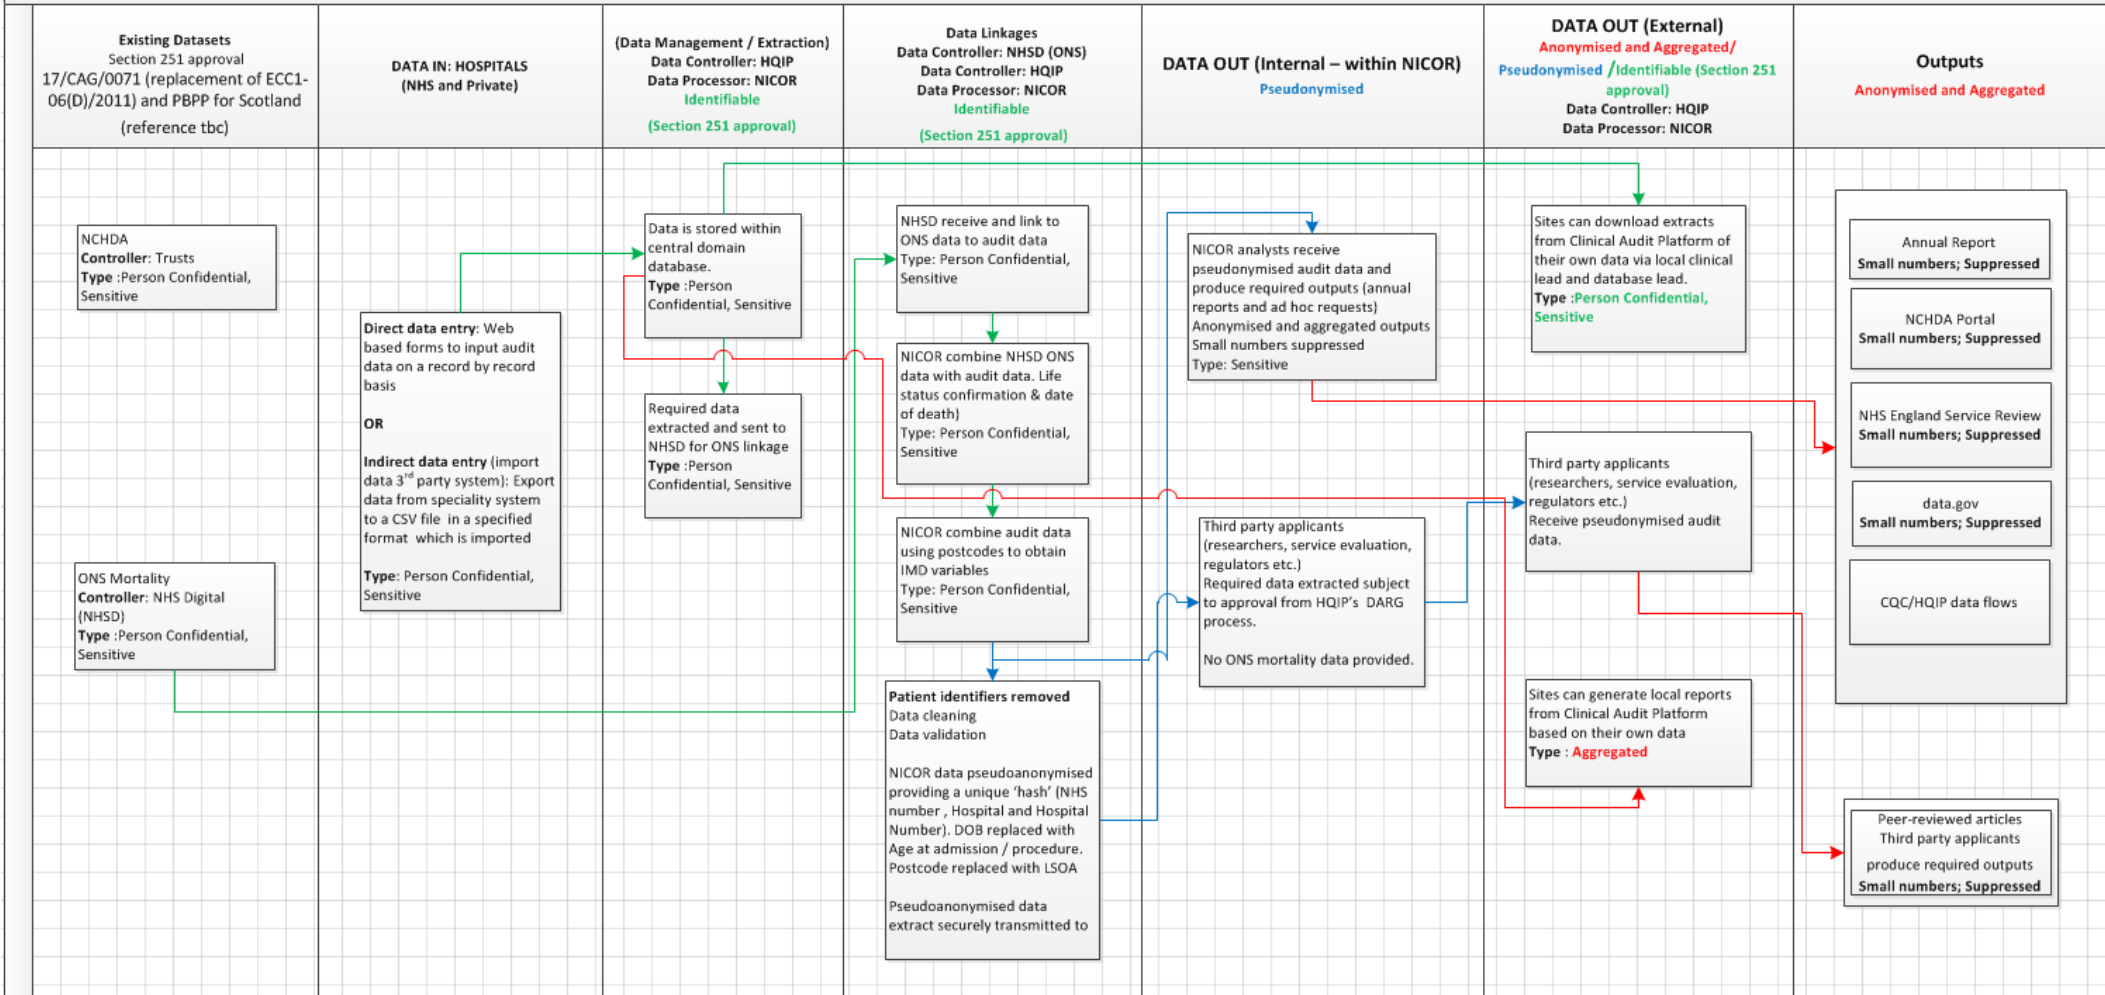 Existing Datasets
Section 251 approval
17/CAG/0071 (replacement of ECC1-
06(D)/2011) and PBPP for Scotland
(reference tbc)
DATA IN: HOSPITALS
(NHS and Private)
(Data Management / Extraction)
Data Controller: HQIP
Data Processor: NICOR
Identifiable
(Section 251 approval)
Data Linkages
Data Controller: NHSD (ONS)
Data Controller: HQIP
Data Processor: NICOR
Identifiable
(Section 251 approval)
DATA OUT (Internal – within NICOR)
Pseudonymised
DATA OUT (External)
Anonymised and Aggregated/
Pseudonymised /Identifiable (Section 251
approval)
Data Controller: HQIP
Data Processor: NICOR
Outputs
Anonymised and Aggregated
NCHDA
Controller: Trusts
Type :Person Confidential,
Sensitive
ONS Mortality
Controller: NHS Digital
(NHSD)
Type :Person Confidential,
Sensitive
Direct data entry: Web
based forms to input audit
data on a record by record
basis
OR
Indirect data entry (import
data 3rd party system): Export
data from speciality system
to a CSV file in a specified
format which is imported
Type: Person Confidential,
Sensitive
Data is stored within
central domain
database.
Type :Person
Confidential, Sensitive
Required data
extracted and sent to
NHSD for ONS linkage
Type :Person
Confidential, Sensitive
NHSD receive and link to
ONS data to audit data
Type: Person Confidential,
Sensitive
NICOR combine NHSD ONS
data with audit data. Life
status confirmation & date
of death)
Type: Person Confidential,
Sensitive
NICOR combine audit data
using postcodes to obtain
IMD variables
Type: Person Confidential,
Sensitive
Patient identifiers removed
Data cleaning
Data validation
NICOR data pseudoanonymised
providing a unique ‘hash’ (NHS
number , Hospital and Hospital
Number). DOB replaced with
Age at admission / procedure.
Postcode replaced with LSOA
Pseudoanonymised data
extract securely transmitted to
NICOR analysts receive
pseudonymised audit data and
produce required outputs (annual
reports and ad hoc requests)
Anonymised and aggregated outputs
Small numbers suppressed
Type: Sensitive
Third party applicants
(researchers, service evaluation,
regulators etc.)
Required data extracted subject
to approval from HQIP’s DARG
process.
No ONS mortality data provided.
Sites can download extracts
from Clinical Audit Platform of
their own data via local clinical
lead and database lead.
Type :Person Confidential,
Sensitive
Third party applicants
(researchers, service evaluation,
regulators etc.)
Receive pseudonymised audit
data.
Sites can generate local reports
from Clinical Audit Platform
based on their own data
Type : Aggregated
Annual Report
Small numbers; Suppressed
NCHDA Portal
Small numbers; Suppressed
NHS England Service Review
Small numbers; Suppressed
data.gov
Small numbers; Suppressed
CQC/HQIP data flows
Peer-reviewed articles
Third party applicants
produce required outputs
Small numbers; Suppressed